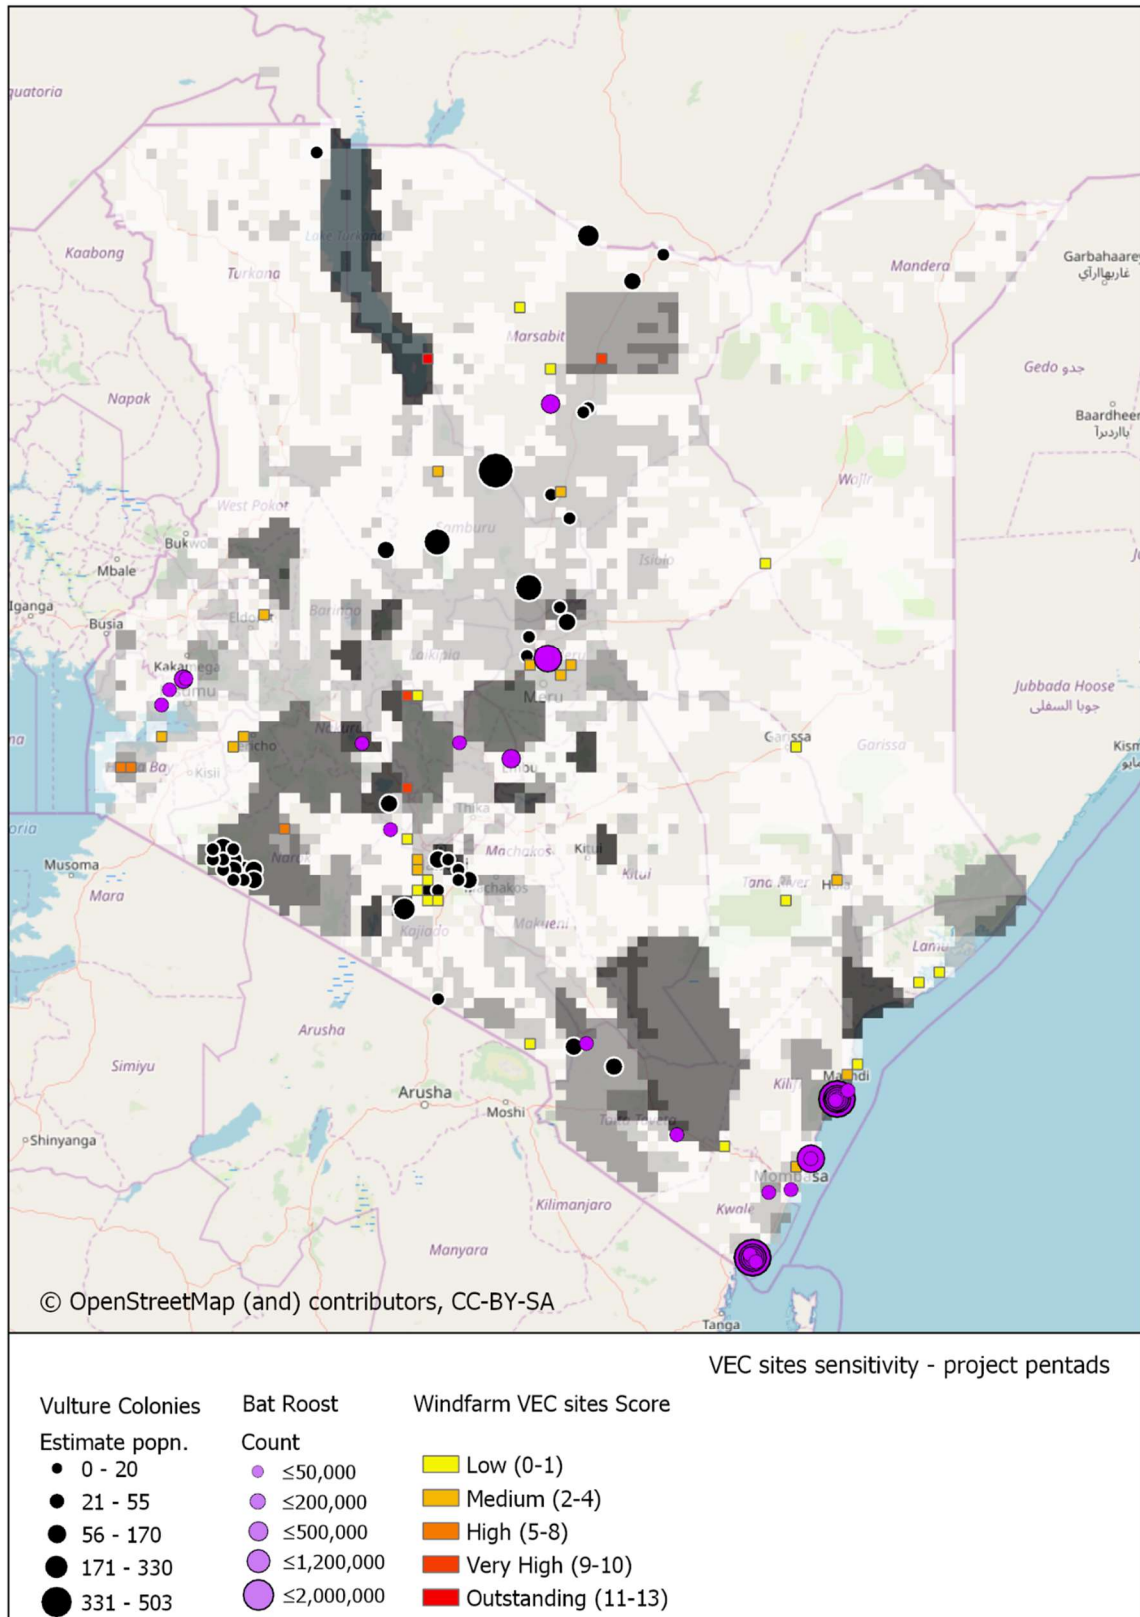 quatoria
Kaabong
Lake Turkana
Turkana
Mandera
Garbahaarey
غاربهاارآي
Marsabit
Napak
Gedo جدو
Baardheere
بااردىرآ
West Pokot
Wajir
Bukwo
Samburu
Isiolo
Mbale
Iganga
Busia
Eldoret
Baringo
Laikipia
Kakamega
Meru
Jubbada Hoose
جوبا السفلى
Nakuru
Garissa
Garissa
Kericho
Bay
Kisii
Embu
Thika
Musoma
Narok
Machakos
Kitui
Kitui
Mara
Machakos
Tana River
Hola
Makueni
Kajiado
Lamu
Arusha
Simiyu
Kilifi
Arusha
Moshi
Taita Taveta
Shinyanga
Mombasa
Kilimanjaro
Kwale
Manyara
© OpenStreetMap (and) contributors, CC-BY-SA
Tanga
VEC sites sensitivity - project pentads
Vulture Colonies
Estimate popn.
0 - 20
21 - 55
56 - 170
171 - 330
331 - 503
Bat Roost
Count
≤50,000
≤200,000
≤500,000
≤1,200,000
≤2,000,000
Windfarm VEC sites Score
Low (0-1)
Medium (2-4)
High (5-8)
Very High (9-10)
Outstanding (11-13)